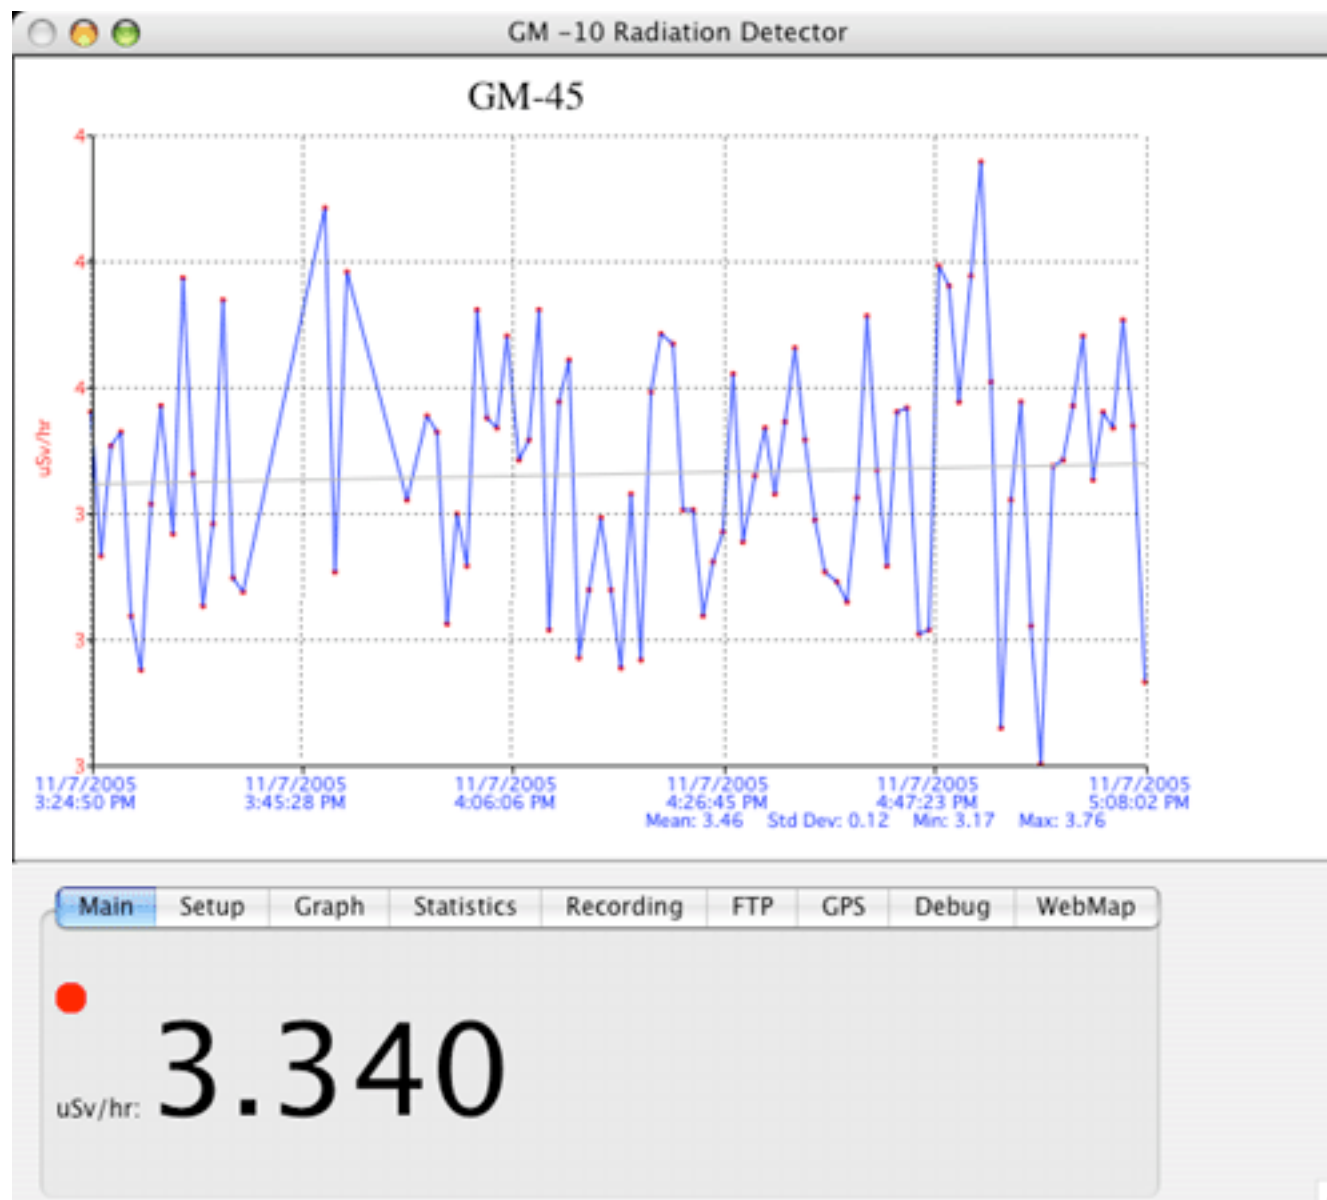 GM -10 Radiation Detector
GM-45
4
4
4
uSv/hr
3
3
3
11/7/2005 11/7/2005 11/7/2005 11/7/2005 11/7/2005 11/7/2005
3:24:50 PM 3:45:28 PM 4:06:06 PM 4:26:45 PM 4:47:23 PM 5:08:02 PM
Mean: 3.46 Std Dev: 0.12 Min: 3.17 Max: 3.76
Main Setup Graph Statistics Recording FTP GPS Debug WebMap
uSv/hr: 3.340